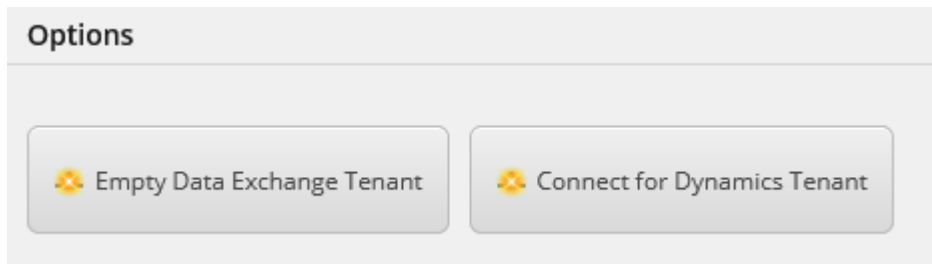 Options
Empty Data Exchange Tenant
Connect for Dynamics Tenant